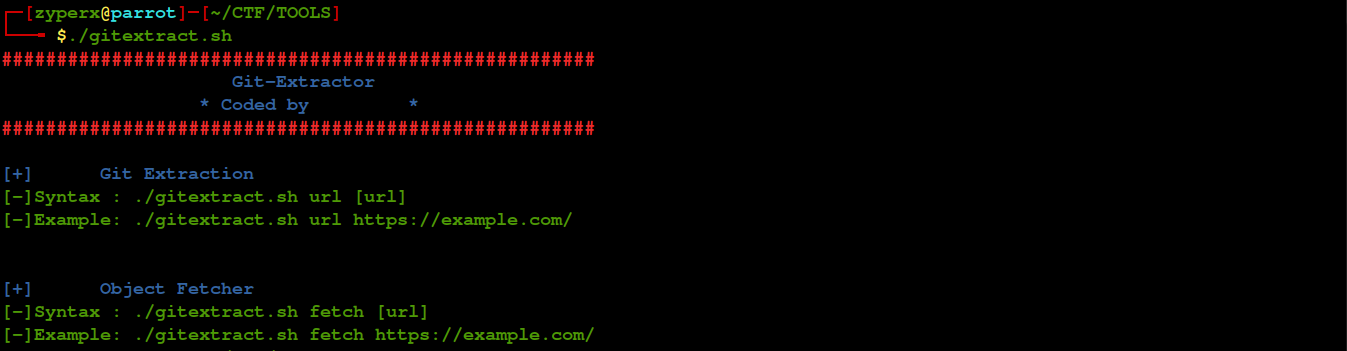 ┌─[zyperx@parrot]─[~/CTF/TOOLS]
└──╼ $./gitextract.sh
######################################################
Git-Extractor
* Coded by *
######################################################
[+] Git Extraction
[-]Syntax : ./gitextract.sh url [url]
[-]Example: ./gitextract.sh url https://example.com/
[+] Object Fetcher
[-]Syntax : ./gitextract.sh fetch [url]
[-]Example: ./gitextract.sh fetch https://example.com/